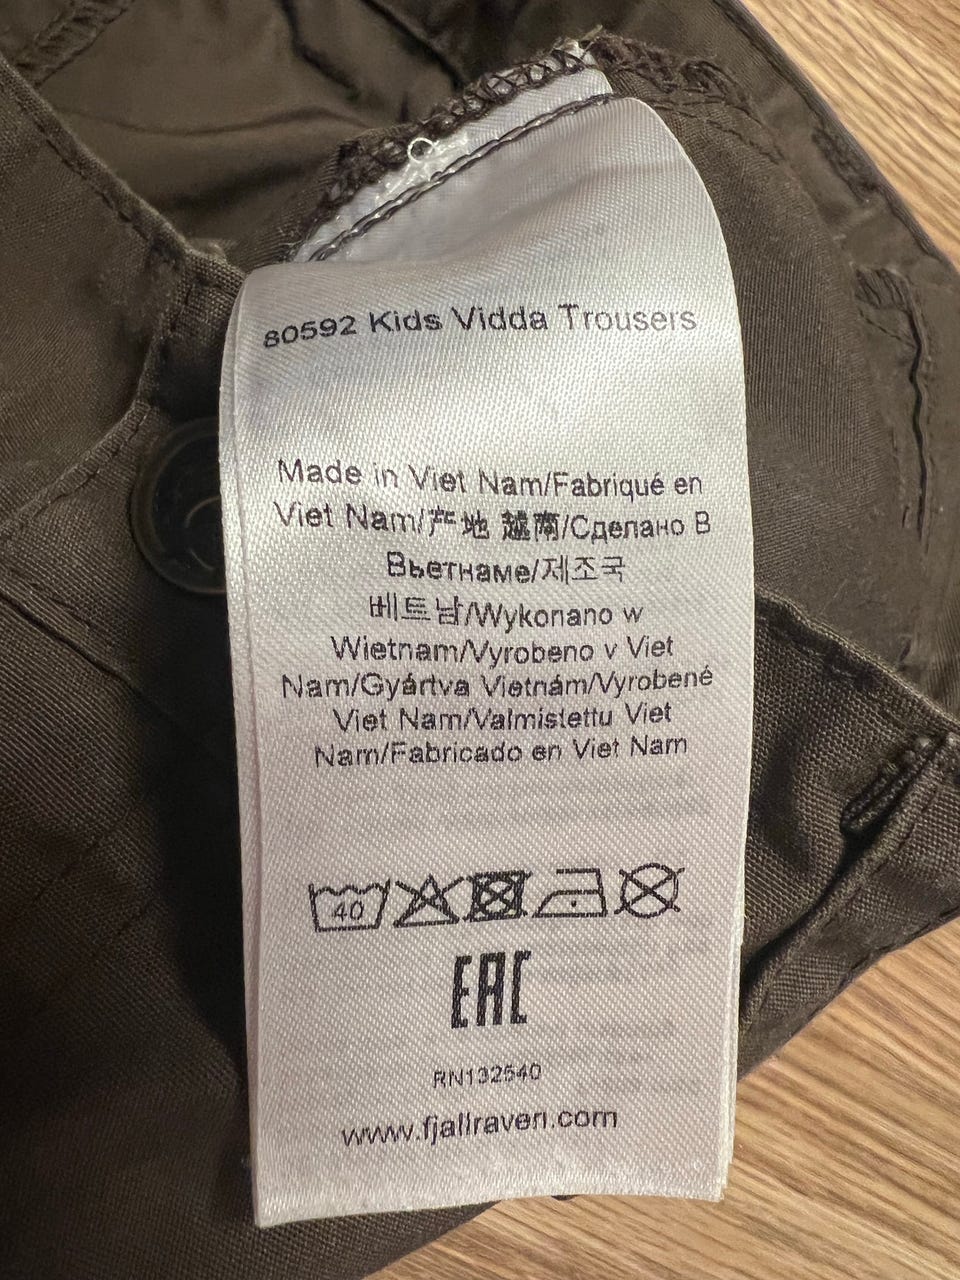 80592 Kids Vidda Trousers
Made in Viet Nam/Fabriqué en
Viet Nam/产地 越南/Сделано В
Вьетнаме/제조국
베트남/Wykonano w
Wietnam/Vyrobeno v Viet
Nam/Gyártva Vietnám/Vyrobené
Viet Nam/Valmistettu Viet
Nam/Fabricado en Viet Nam
40
EAC
RN132540
www.fjallraven.com